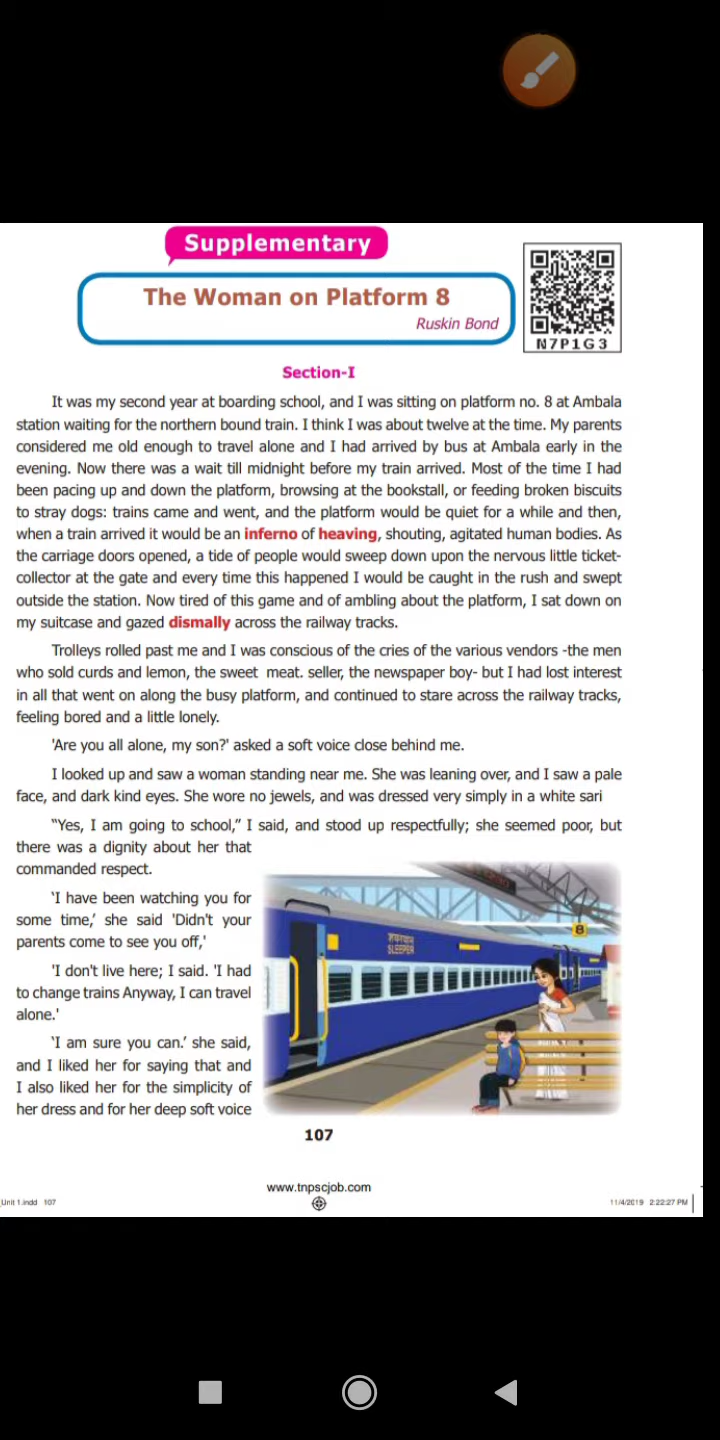 Supplementary
The Woman on Platform 8
Ruskin Bond
N7P1G3
Section-I
It was my second year at boarding school, and I was sitting on platform no. 8 at Ambala
station waiting for the northern bound train. I think I was about twelve at the time. My parents
considered me old enough to travel alone and I had arrived by bus at Ambala early in the
evening. Now there was a wait till midnight before my train arrived. Most of the time I had
been pacing up and down the platform, browsing at the bookstall, or feeding broken biscuits
to stray dogs: trains came and went, and the platform would be quiet for a while and then,
when a train arrived it would be an inferno of heaving, shouting, agitated human bodies. As
the carriage doors opened, a tide of people would sweep down upon the nervous little ticket-
collector at the gate and every time this happened I would be caught in the rush and swept
outside the station. Now tired of this game and of ambling about the platform, I sat down on
my suitcase and gazed dismally across the railway tracks.
Trolleys rolled past me and I was conscious of the cries of the various vendors -the men
who sold curds and lemon, the sweet meat. seller, the newspaper boy- but I had lost interest
in all that went on along the busy platform, and continued to stare across the railway tracks,
feeling bored and a little lonely.
'Are you all alone, my son?' asked a soft voice close behind me.
I looked up and saw a woman standing near me. She was leaning over, and I saw a pale
face, and dark kind eyes. She wore no jewels, and was dressed very simply in a white sari
“Yes, I am going to school,” I said, and stood up respectfully; she seemed poor, but
there was a dignity about her that
commanded respect.
‘I have been watching you for
some time,’ she said 'Didn't your
parents come to see you off,'
'I don't live here; I said. 'I had
to change trains Anyway, I can travel
alone.'
‘I am sure you can.’ she said,
and I liked her for saying that and
I also liked her for the simplicity of
her dress and for her deep soft voice
शयनयान
SLEEPER
8
107
www.tnpscjob.com
Unit 1.indd 107
11/4/2019 2:22:27 PM